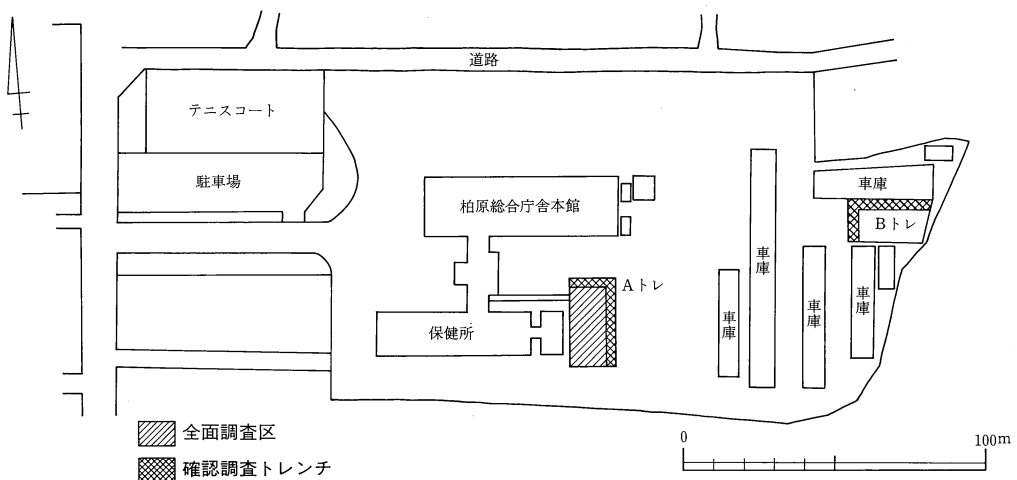 道路
テニスコート
駐車場
車庫
柏原総合庁舎本館
Bトレ
車庫
車庫
Aトレ
車庫
車庫
保健所
全面調査区
確認調査トレンチ
0
100m